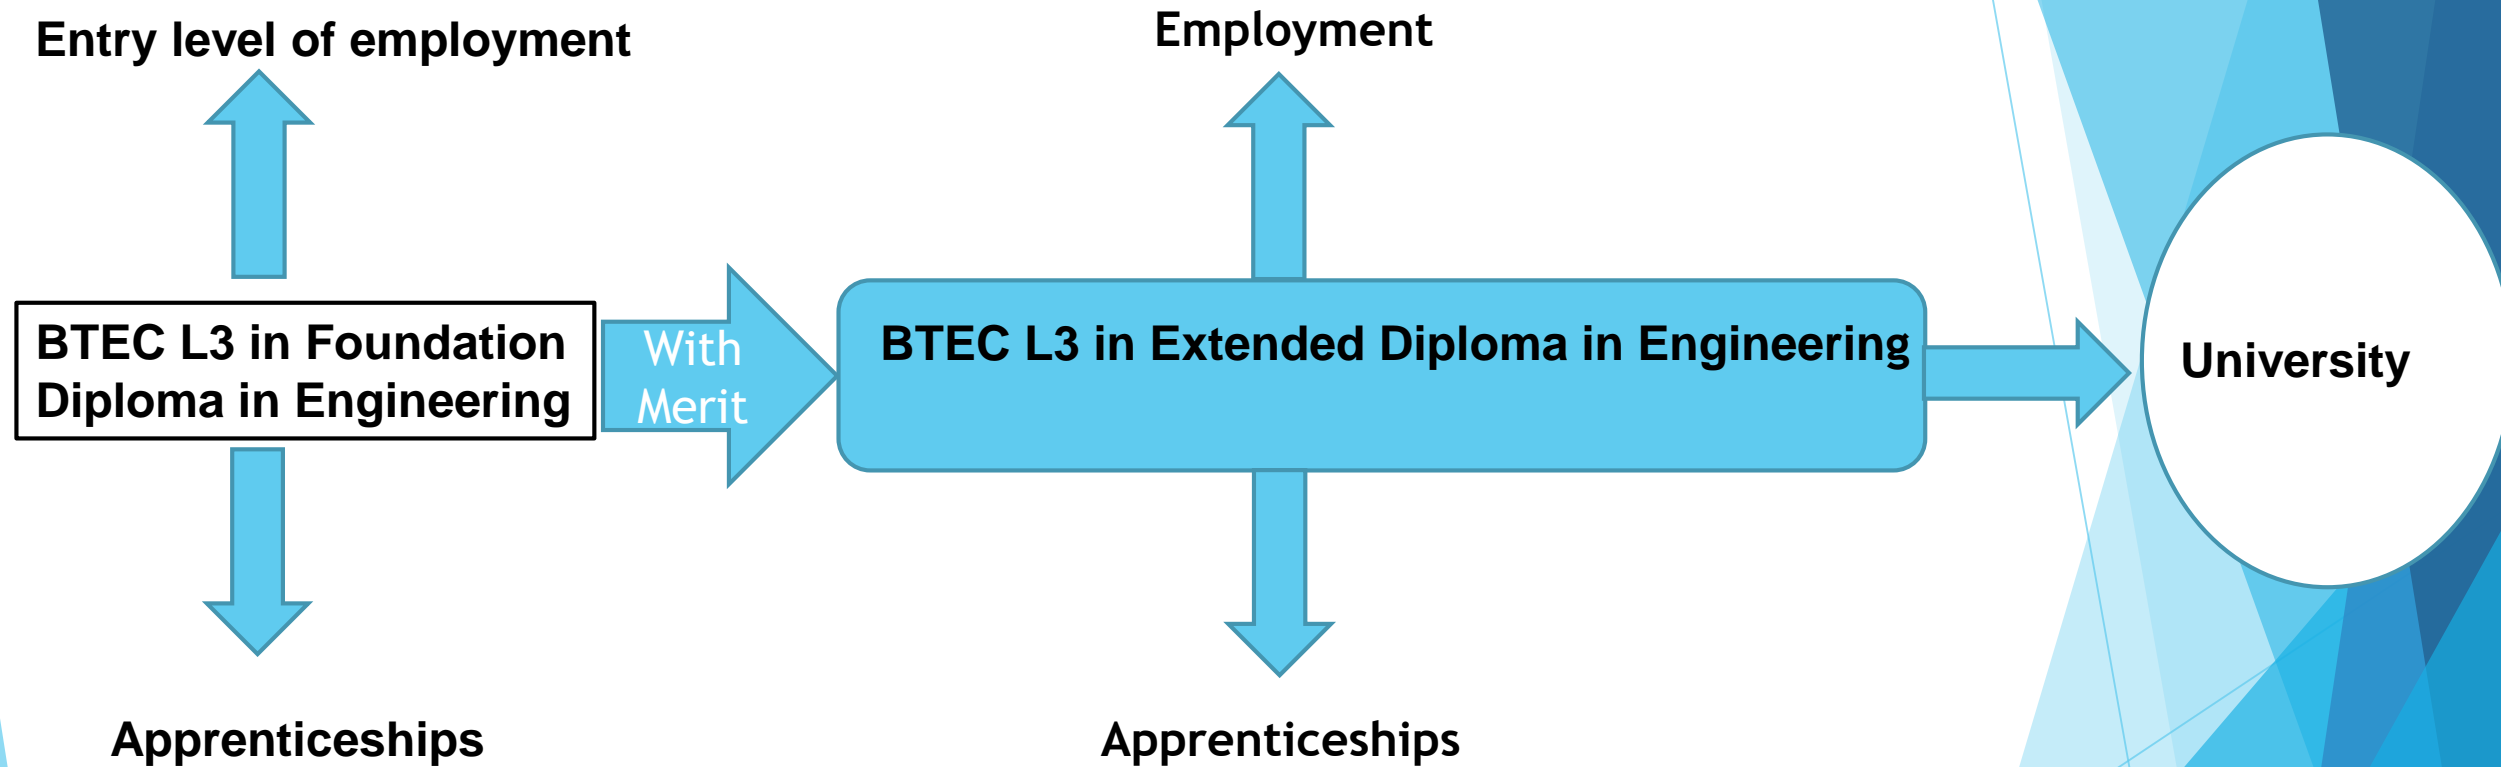 Entry level of employment
Employment
BTEC L3 in Foundation
Diploma in Engineering
With
Merit
BTEC L3 in Extended Diploma in Engineering
University
Apprenticeships
Apprenticeships